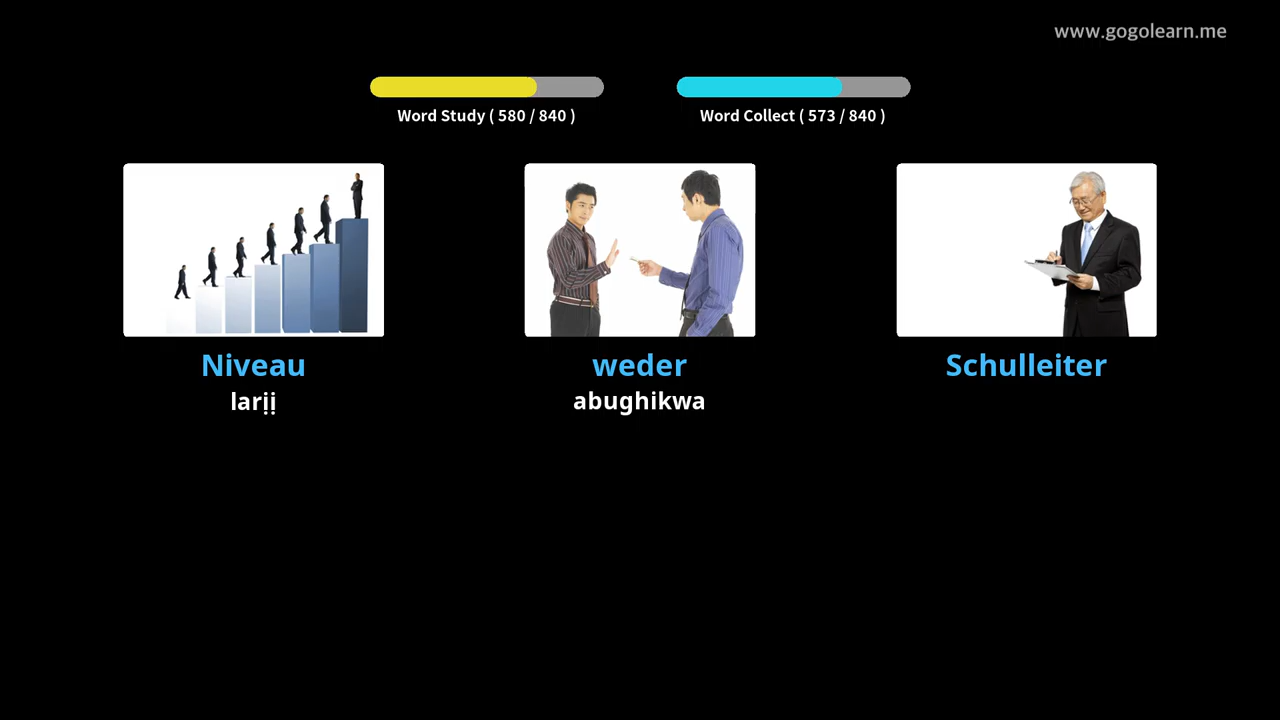 www.gogolearn.me
Word Study ( 580 / 840 )
Word Collect ( 573 / 840 )
Niveau
larịị
weder
abughikwa
Schulleiter